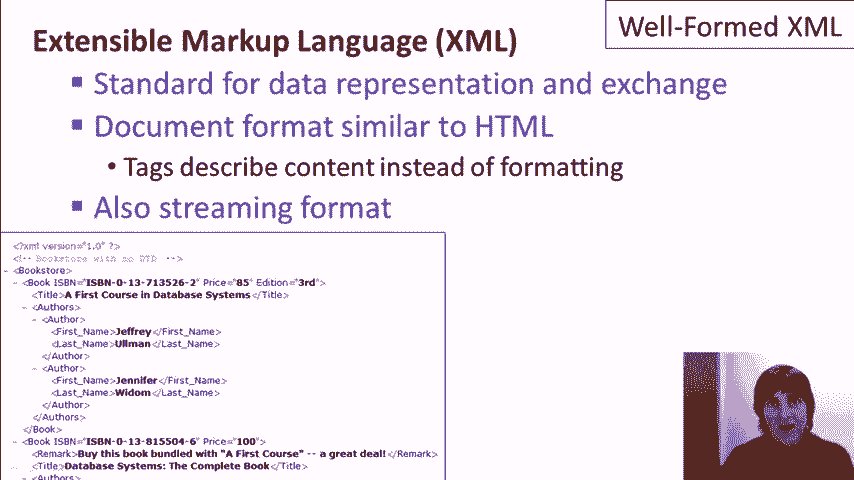 Well-Formed XML
Extensible Markup Language (XML)
▪ Standard for data representation and exchange
▪ Document format similar to HTML
• Tags describe content instead of formatting
▪ Also streaming format
<?xml version="1.0" ?>
<!-- Bookstore with no DTD -->
- <Bookstore>
- <Book ISBN="ISBN-0-13-713526-2" Price="85" Edition="3rd">
<Title>A First Course in Database Systems</Title>
- <Authors>
- <Author>
<First_Name>Jeffrey</First_Name>
<Last_Name>Ullman</Last_Name>
</Author>
- <Author>
<First_Name>Jennifer</First_Name>
<Last_Name>Widom</Last_Name>
</Author>
</Authors>
</Book>
- <Book ISBN="ISBN-0-13-815504-6" Price="100">
<Remark>Buy this book bundled with "A First Course" -- a great deal!</Remark>
<Title>Database Systems: The Complete Book</Title>
- <Authors>